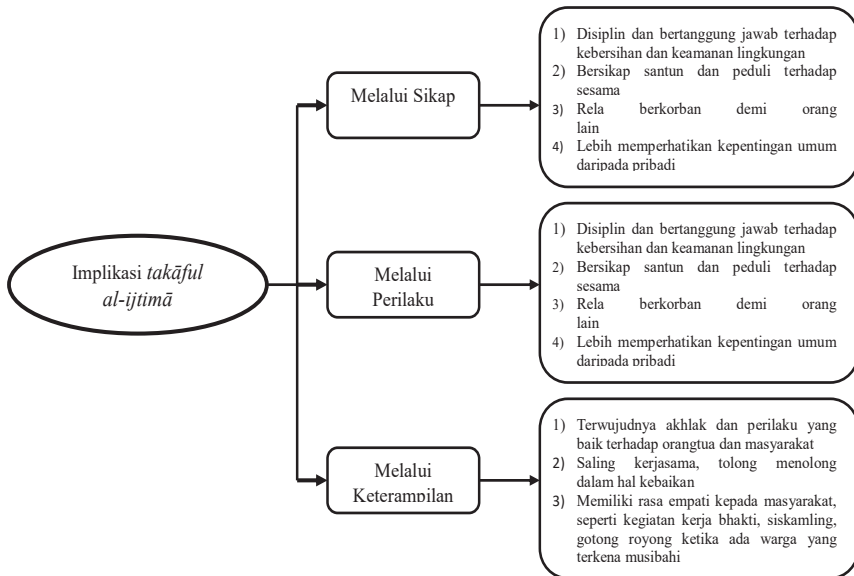 Implikasi takāful
al-ijtimā
Melalui Sikap
1) Disiplin dan bertanggung jawab terhadap
kebersihan dan keamanan lingkungan
2) Bersikap santun dan peduli terhadap
sesama
3) Rela berkorban demi orang
lain
4) Lebih memperhatikan kepentingan umum
daripada pribadi
Melalui
Perilaku
1) Disiplin dan bertanggung jawab terhadap
kebersihan dan keamanan lingkungan
2) Bersikap santun dan peduli terhadap
sesama
3) Rela berkorban demi orang
lain
4) Lebih memperhatikan kepentingan umum
daripada pribadi
Melalui
Keterampilan
1) Terwujudnya akhlak dan perilaku yang
baik terhadap orangtua dan masyarakat
2) Saling kerjasama, tolong menolong
dalam hal kebaikan
3) Memiliki rasa empati kepada masyarakat,
seperti kegiatan kerja bhakti, siskamling,
gotong royong ketika ada warga yang
terkena musibahi